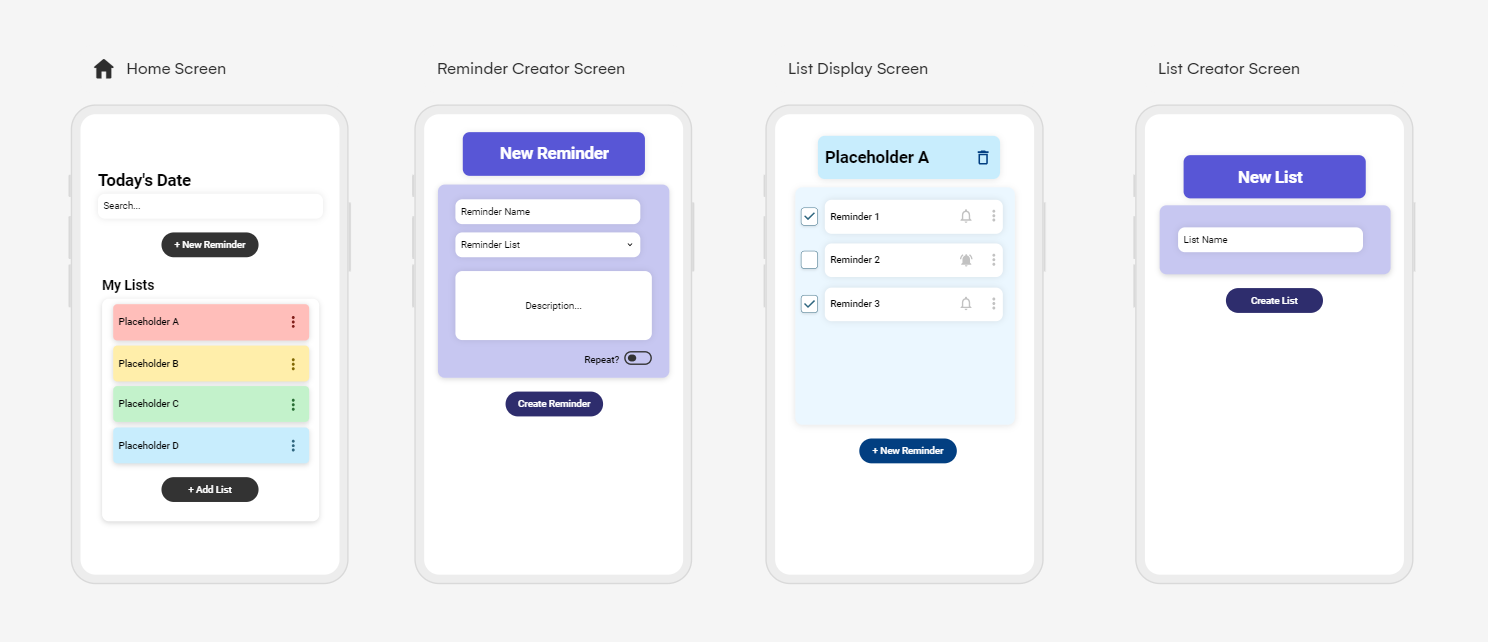 Home Screen
Today's Date
Search...
+ New Reminder
My Lists
Placeholder A
Placeholder B
Placeholder C
Placeholder D
+ Add List
Reminder Creator Screen
New Reminder
Reminder Name
Reminder List
Description...
Repeat?
Create Reminder
List Display Screen
Placeholder A
Reminder 1
Reminder 2
Reminder 3
+ New Reminder
List Creator Screen
New List
List Name
Create List